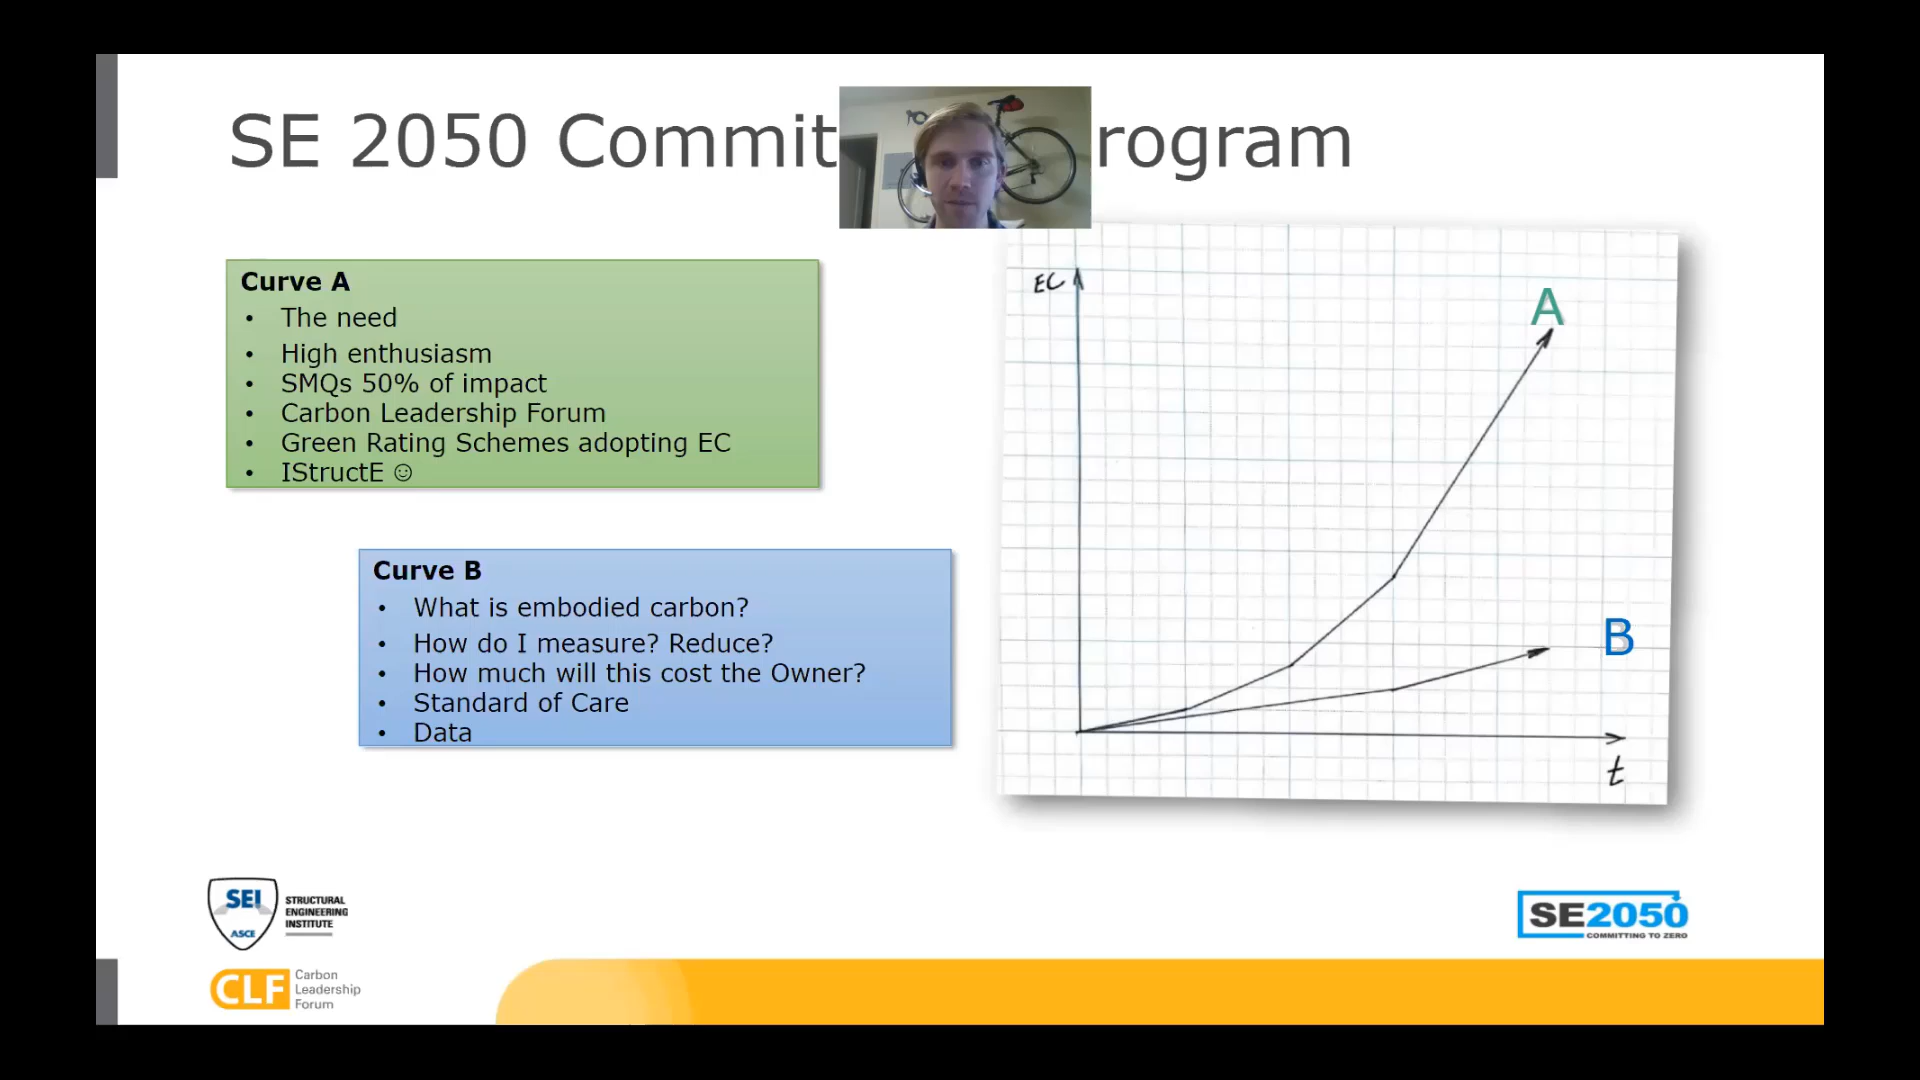 SE 2050 Commit rogram
Curve A
• The need
• High enthusiasm
• SMQs 50% of impact
• Carbon Leadership Forum
• Green Rating Schemes adopting EC
• IStructE ☺
Curve B
• What is embodied carbon?
• How do I measure? Reduce?
• How much will this cost the Owner?
• Standard of Care
• Data
EC
A
B
t
SEI
ASCE
STRUCTURAL
ENGINEERING
INSTITUTE
CLF
Carbon
Leadership
Forum
SE2050
COMMITTING TO ZERO